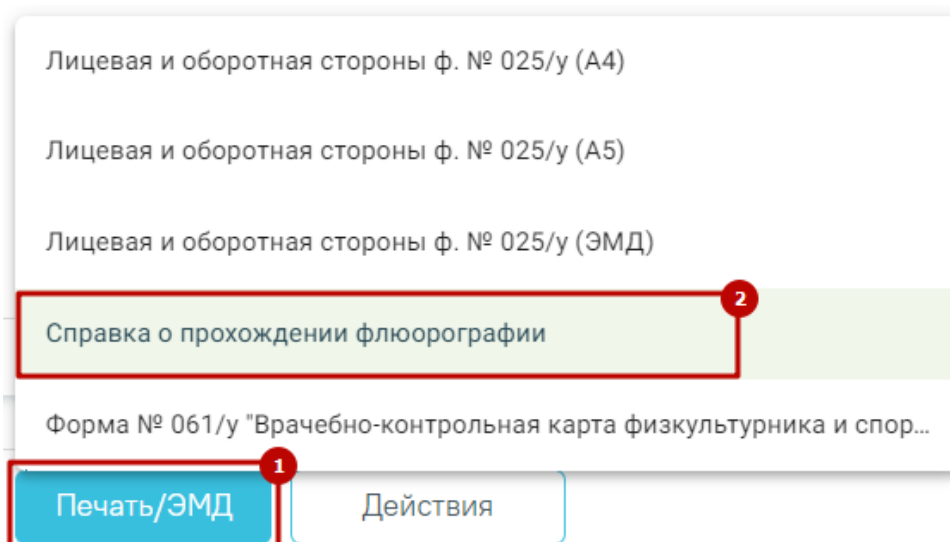 Лицевая и оборотная стороны ф. № 025/у (А4)
Лицевая и оборотная стороны ф. № 025/у (А5)
Лицевая и оборотная стороны ф. № 025/у (ЭМД)
2
Справка о прохождении флюорографии
Форма № 061/у "Врачебно-контрольная карта физкультурника и спор...
1
Печать/ЭМД
Действия